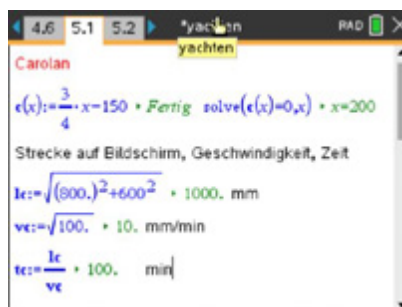 4.6 5.1 5.2 *yachten RAD
yachten
Carolan
c(x):=3/4·x-150 ▸ Fertig solve(c(x)=0,x) ▸ x=200
Strecke auf Bildschirm, Geschwindigkeit, Zeit
lc:=√((800.)²+600²) ▸ 1000. mm
vc:=√(100.) ▸ 10. mm/min
tc:=lc/vc ▸ 100. min